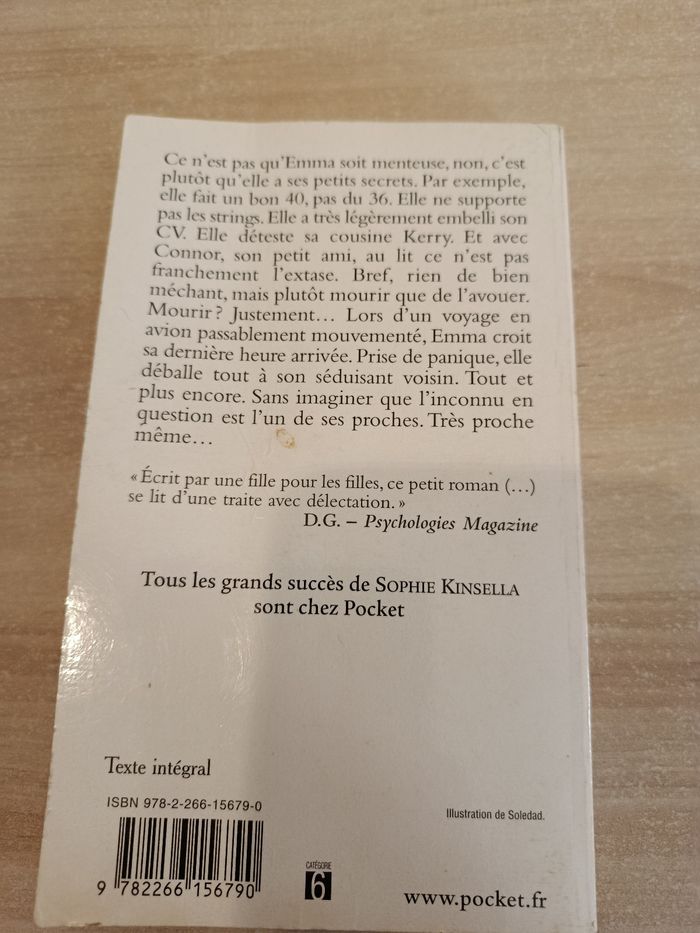 Ce n'est pas qu'Emma soit menteuse, non, c'est
plutôt qu'elle a ses petits secrets. Par exemple,
elle fait un bon 40, pas du 36. Elle ne supporte
pas les strings. Elle a très légèrement embelli son
CV. Elle déteste sa cousine Kerry. Et avec
Connor, son petit ami, au lit ce n'est pas
franchement l'extase. Bref, rien de bien
méchant, mais plutôt mourir que de l'avouer.
Mourir ? Justement... Lors d'un voyage en
avion passablement mouvementé, Emma croit
sa dernière heure arrivée. Prise de panique, elle
déballe tout à son séduisant voisin. Tout et
plus encore. Sans imaginer que l'inconnu en
question est l'un de ses proches. Très proche
même...
« Écrit par une fille pour les filles, ce petit roman (...)
se lit d'une traite avec délectation. »
D.G. – Psychologies Magazine
Tous les grands succès de SOPHIE KINSELLA
sont chez Pocket
Texte intégral
ISBN 978-2-266-15679-0
Illustration de Soledad.
9 782266 156790
CATÉGORIE
6
www.pocket.fr